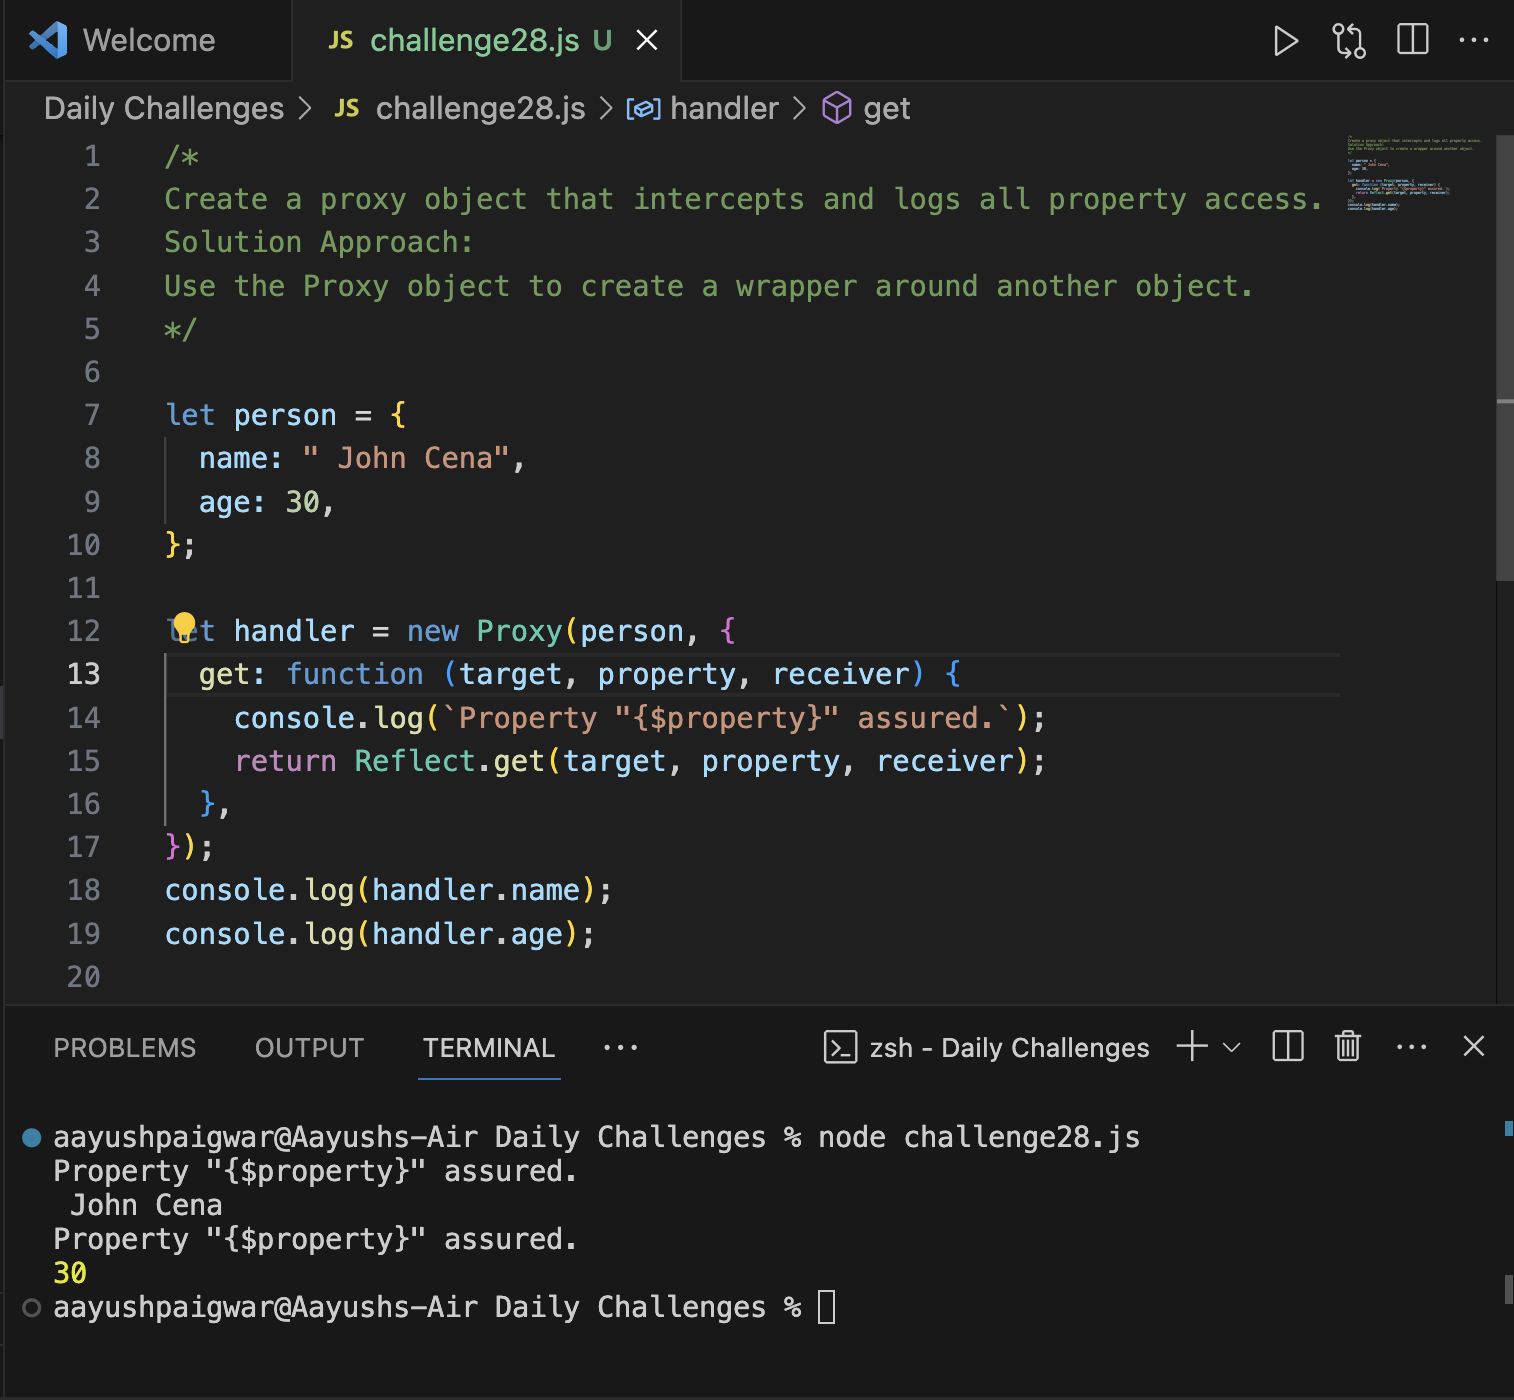 Welcome
JS challenge28.js U
Daily Challenges > JS challenge28.js > handler > get
1 /*
2 Create a proxy object that intercepts and logs all property access.
3 Solution Approach:
4 Use the Proxy object to create a wrapper around another object.
5 */
6
7 let person = {
8   name: " John Cena",
9   age: 30,
10 };
11
12 let handler = new Proxy(person, {
13   get: function (target, property, receiver) {
14     console.log(`Property "{$property}" assured.`);
15     return Reflect.get(target, property, receiver);
16   },
17 });
18 console.log(handler.name);
19 console.log(handler.age);
20
PROBLEMS OUTPUT TERMINAL ··· zsh - Daily Challenges
aayushpaigwar@Aayushs-Air Daily Challenges % node challenge28.js
Property "{$property}" assured.
 John Cena
Property "{$property}" assured.
30
aayushpaigwar@Aayushs-Air Daily Challenges %